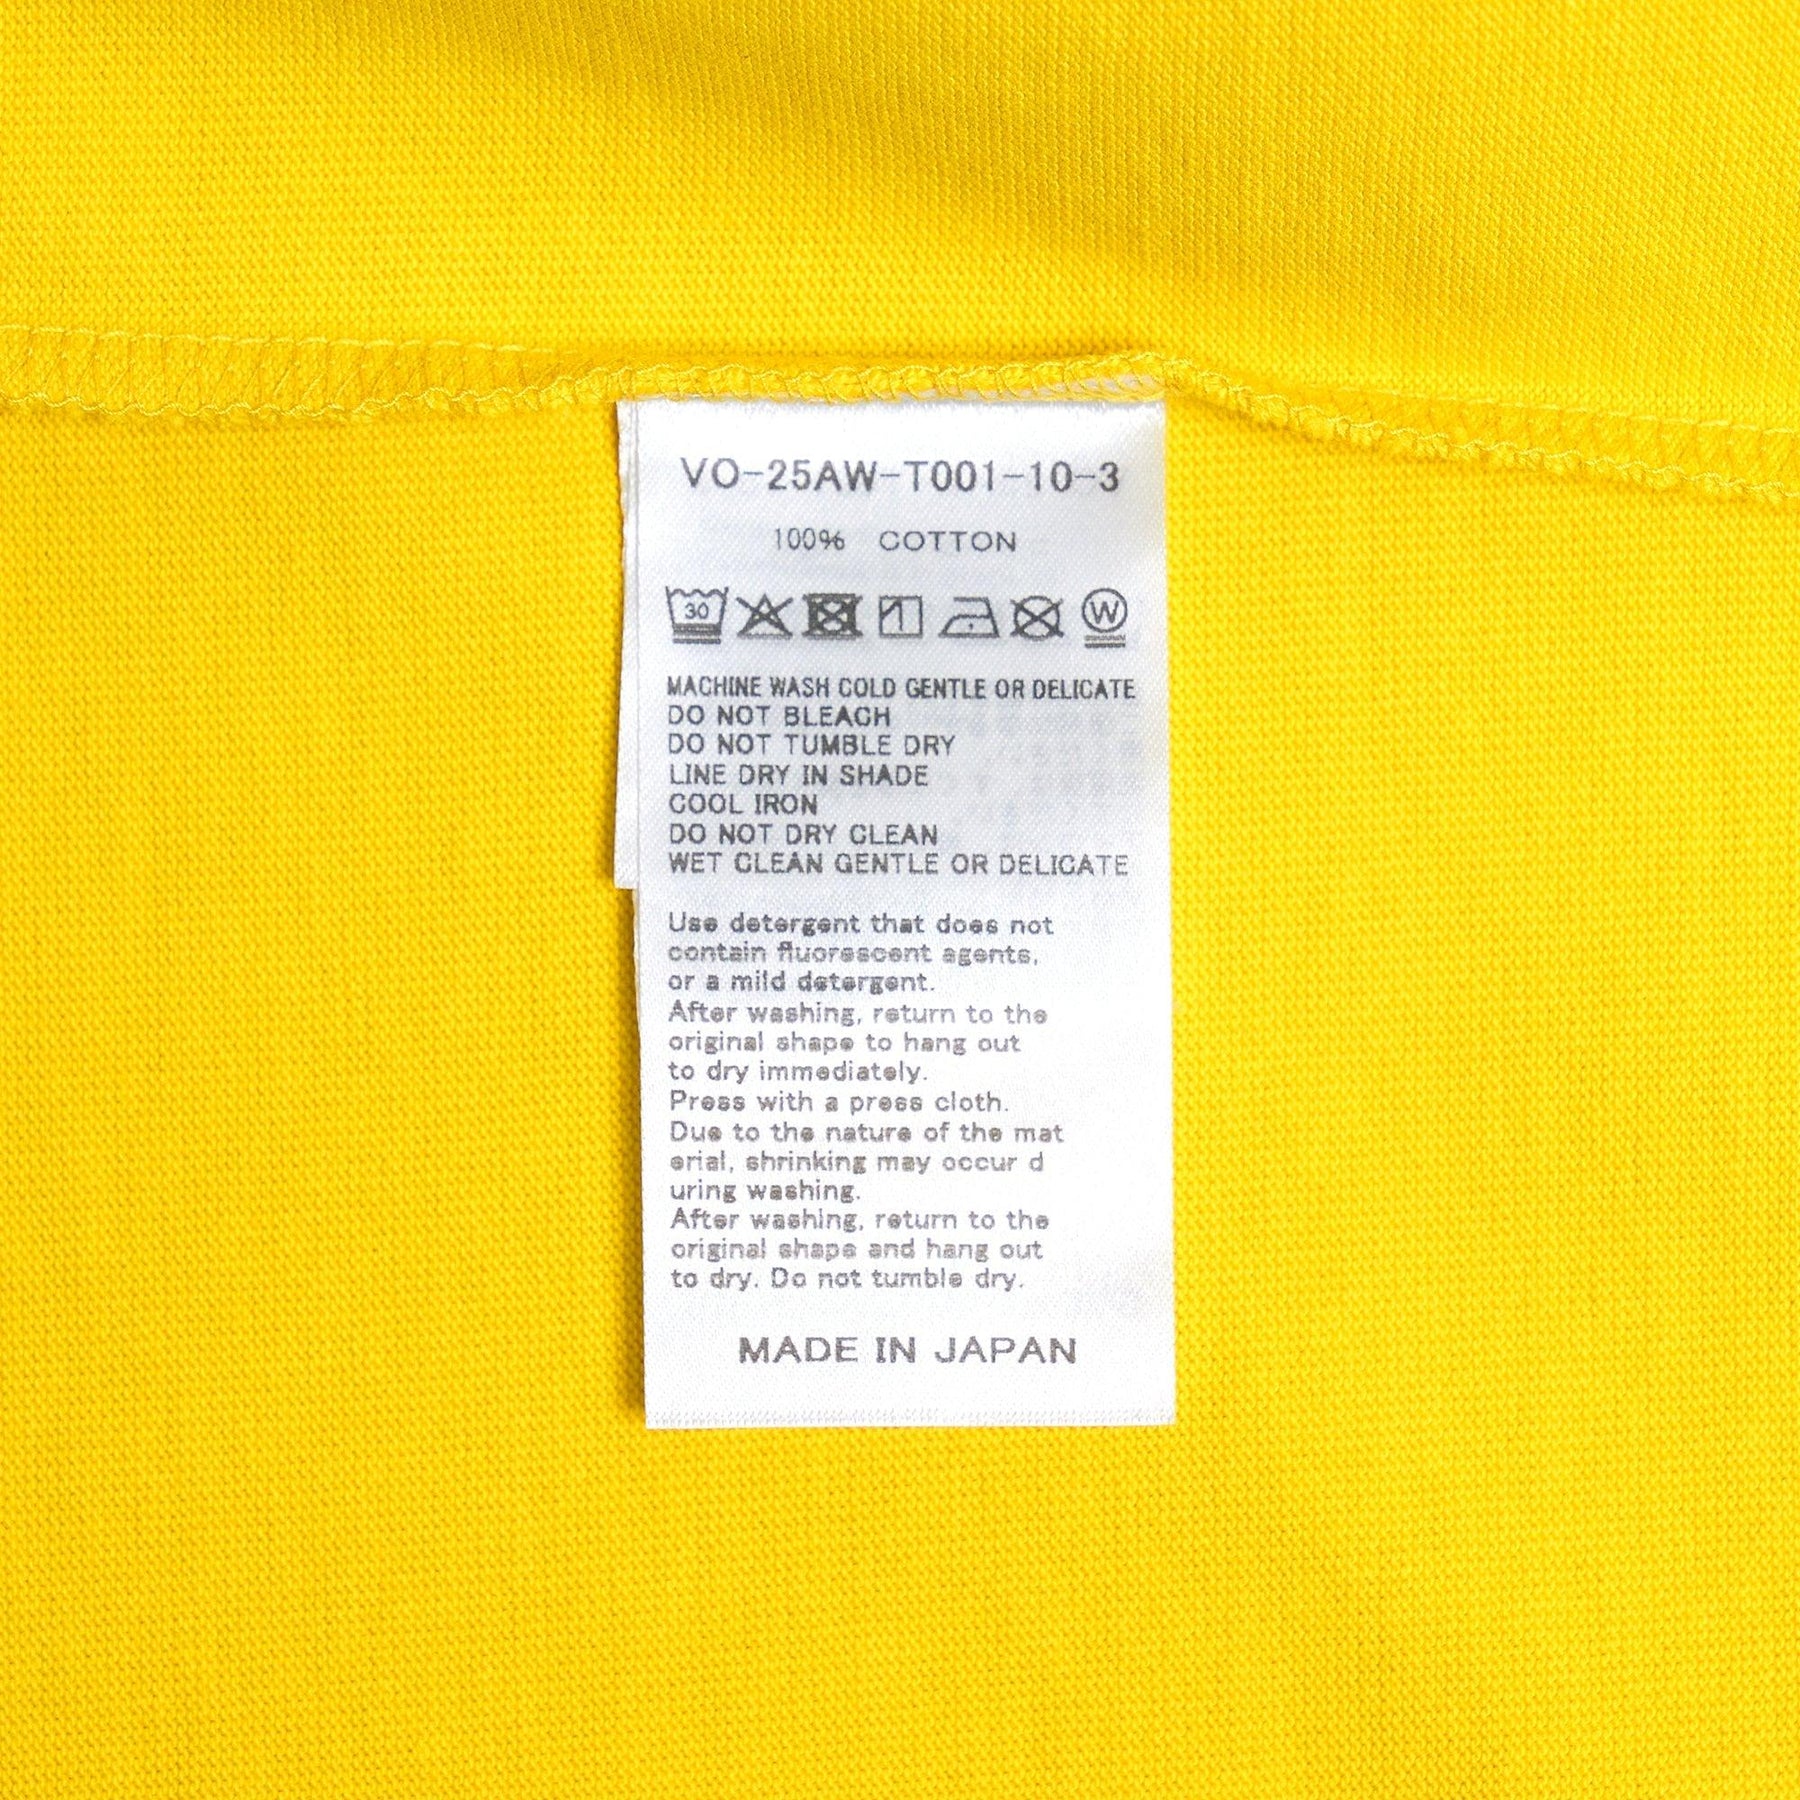 VO-25AW-T001-10-3
100% COTTON
30 W
MACHINE WASH COLD GENTLE OR DELICATE
DO NOT BLEACH
DO NOT TUMBLE DRY
LINE DRY IN SHADE
COOL IRON
DO NOT DRY CLEAN
WET CLEAN GENTLE OR DELICATE
Use detergent that does not
contain fluorescent agents,
or a mild detergent.
After washing, return to the
original shape to hang out
to dry immediately.
Press with a press cloth.
Due to the nature of the mat
erial, shrinking may occur d
uring washing.
After washing, return to the
original shape and hang out
to dry. Do not tumble dry.
MADE IN JAPAN